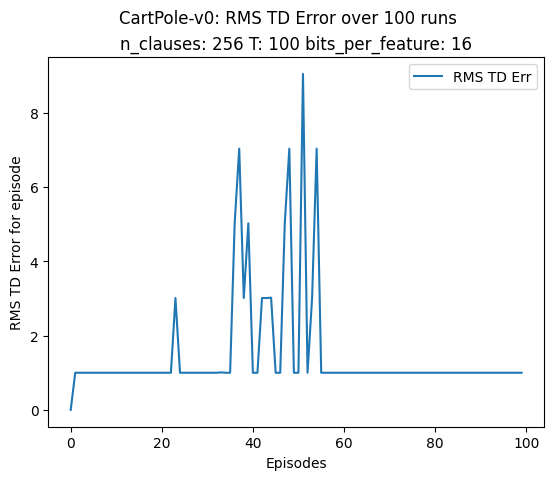 CartPole-v0: RMS TD Error over 100 runs
n_clauses: 256 T: 100 bits_per_feature: 16
RMS TD Err
RMS TD Error for episode
8
6
4
2
0
0 20 40 60 80 100
Episodes